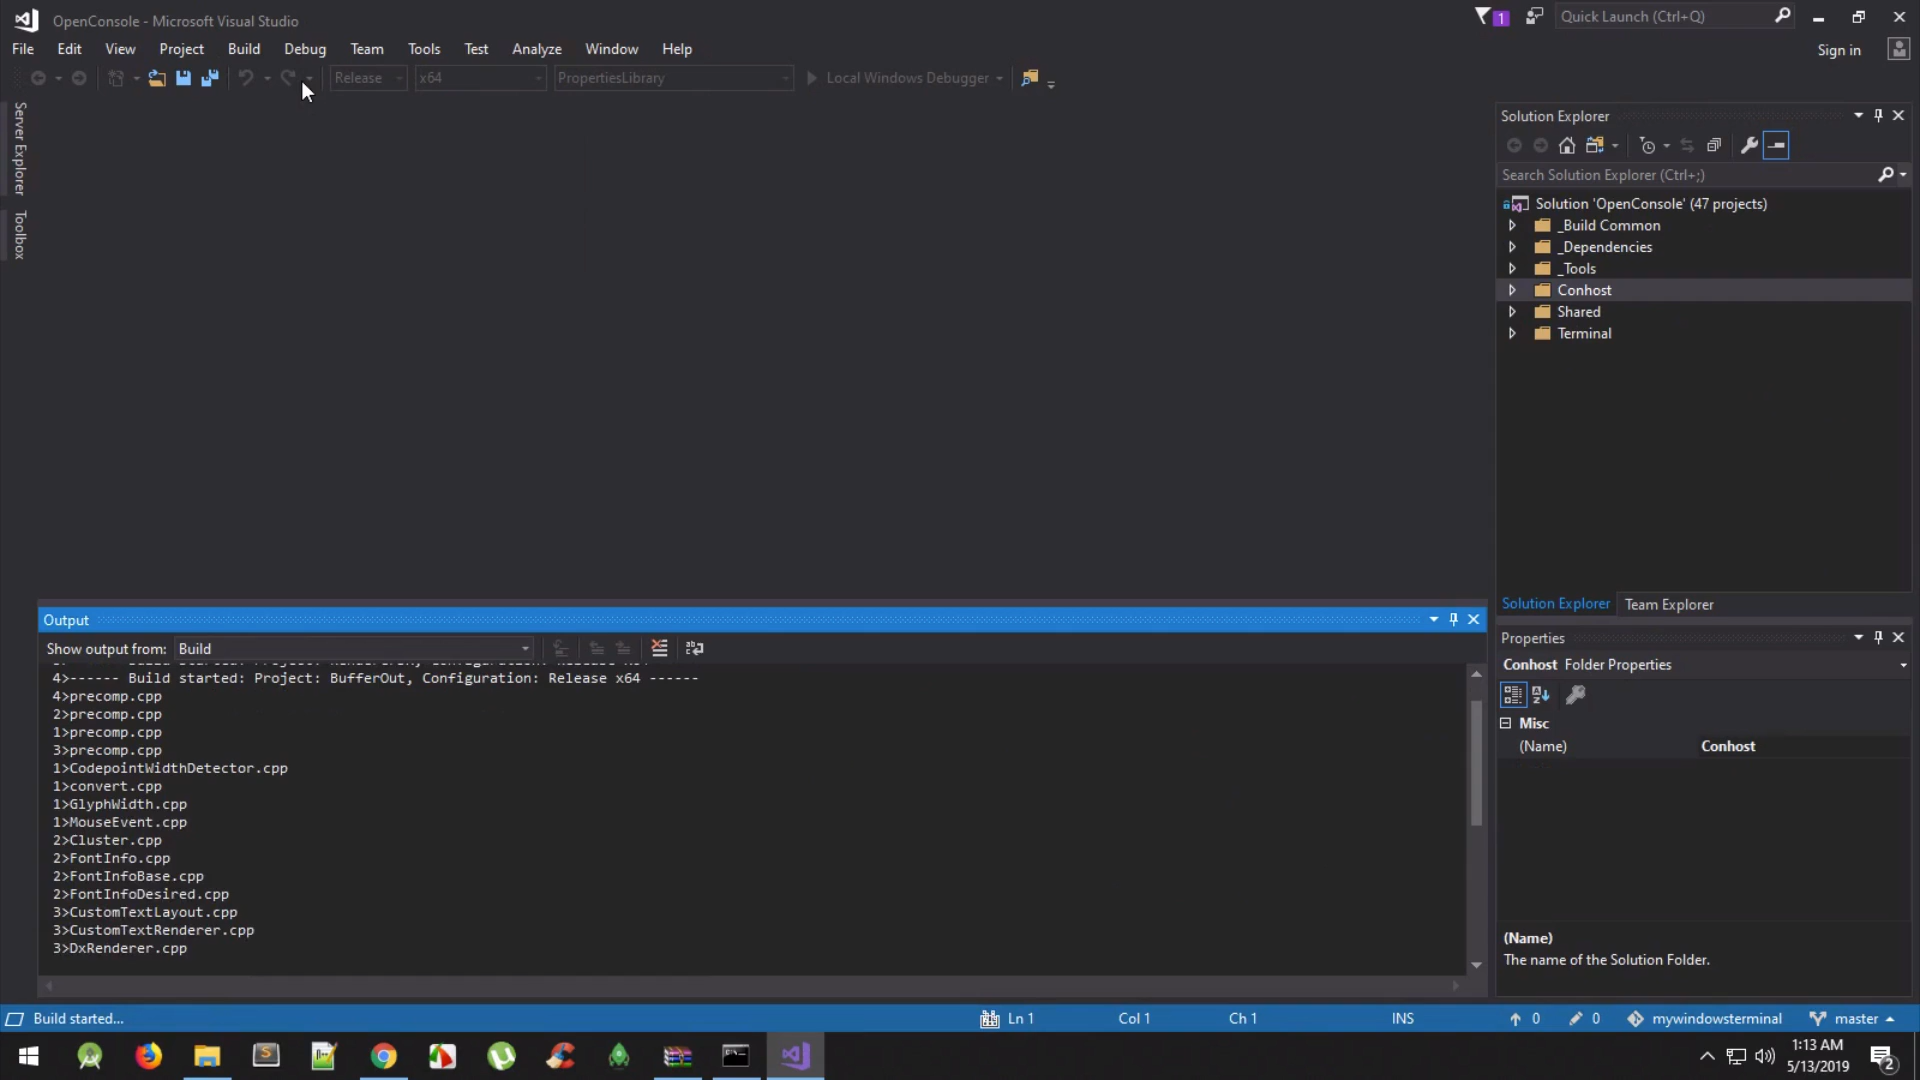 OpenConsole - Microsoft Visual Studio
1
Quick Launch (Ctrl+Q)
File Edit View Project Build Debug Team Tools Test Analyze Window Help
Sign in
Release x64 PropertiesLibrary Local Windows Debugger
Server Explorer
Toolbox
Solution Explorer
Search Solution Explorer (Ctrl+;)
Solution 'OpenConsole' (47 projects)
_Build Common
_Dependencies
_Tools
Conhost
Shared
Terminal
Solution Explorer Team Explorer
Properties
Conhost Folder Properties
Misc
(Name) Conhost
(Name)
The name of the Solution Folder.
Output
Show output from: Build
4>------ Build started: Project: BufferOut, Configuration: Release x64 ------
4>precomp.cpp
2>precomp.cpp
1>precomp.cpp
3>precomp.cpp
1>CodepointWidthDetector.cpp
1>convert.cpp
1>GlyphWidth.cpp
1>MouseEvent.cpp
2>Cluster.cpp
2>FontInfo.cpp
2>FontInfoBase.cpp
2>FontInfoDesired.cpp
3>CustomTextLayout.cpp
3>CustomTextRenderer.cpp
3>DxRenderer.cpp
Build started... Ln 1 Col 1 Ch 1 INS 0 0 mywindowsterminal master
1:13 AM
5/13/2019
2